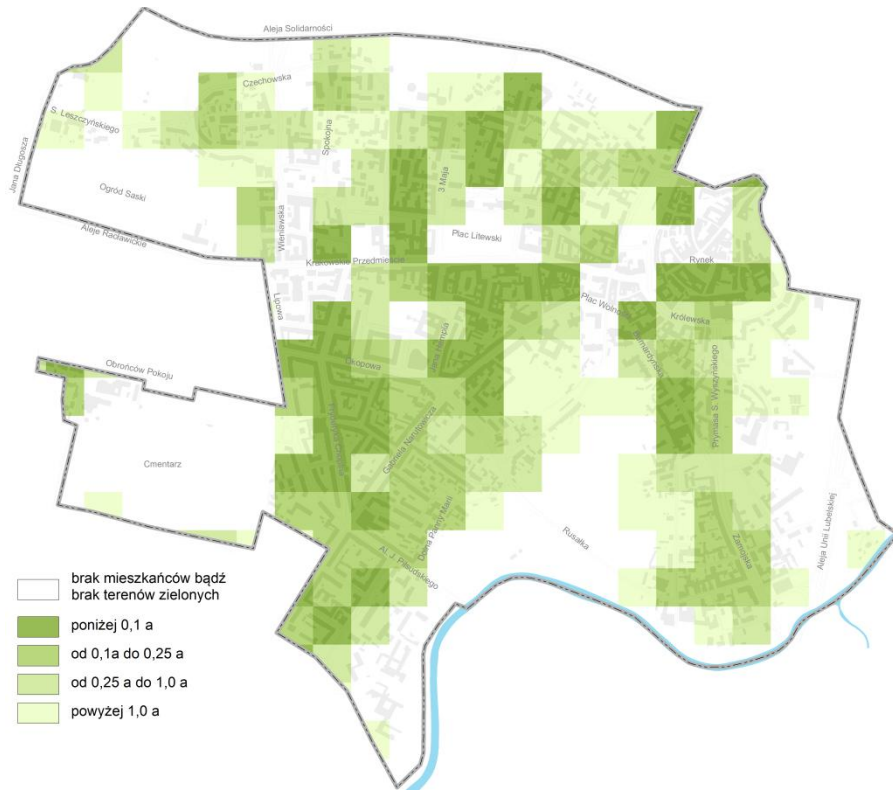 Aleja Solidarności
Czechowska
S. Leszczyńskiego
Spokojna
Jana Długosza
3 Maja
Ogród Saski
Wieniawska
Aleje Racławickie
Plac Litewski
Krakowskie Przedmieście
Rynek
Lipowa
Plac Wolności
Królewska
Bernardyńska
Obrońców Pokoju
Okopowa
Prymasa S. Wyszyńskiego
Gabriela Narutowicza
Cmentarz
Dolna Panny Marii
Al. J. Piłsudskiego
Rusałka
Zamojska
Aleja Unii Lubelskiej
brak mieszkańców bądź
brak terenów zielonych
poniżej 0,1 a
od 0,1a do 0,25 a
od 0,25 a do 1,0 a
powyżej 1,0 a